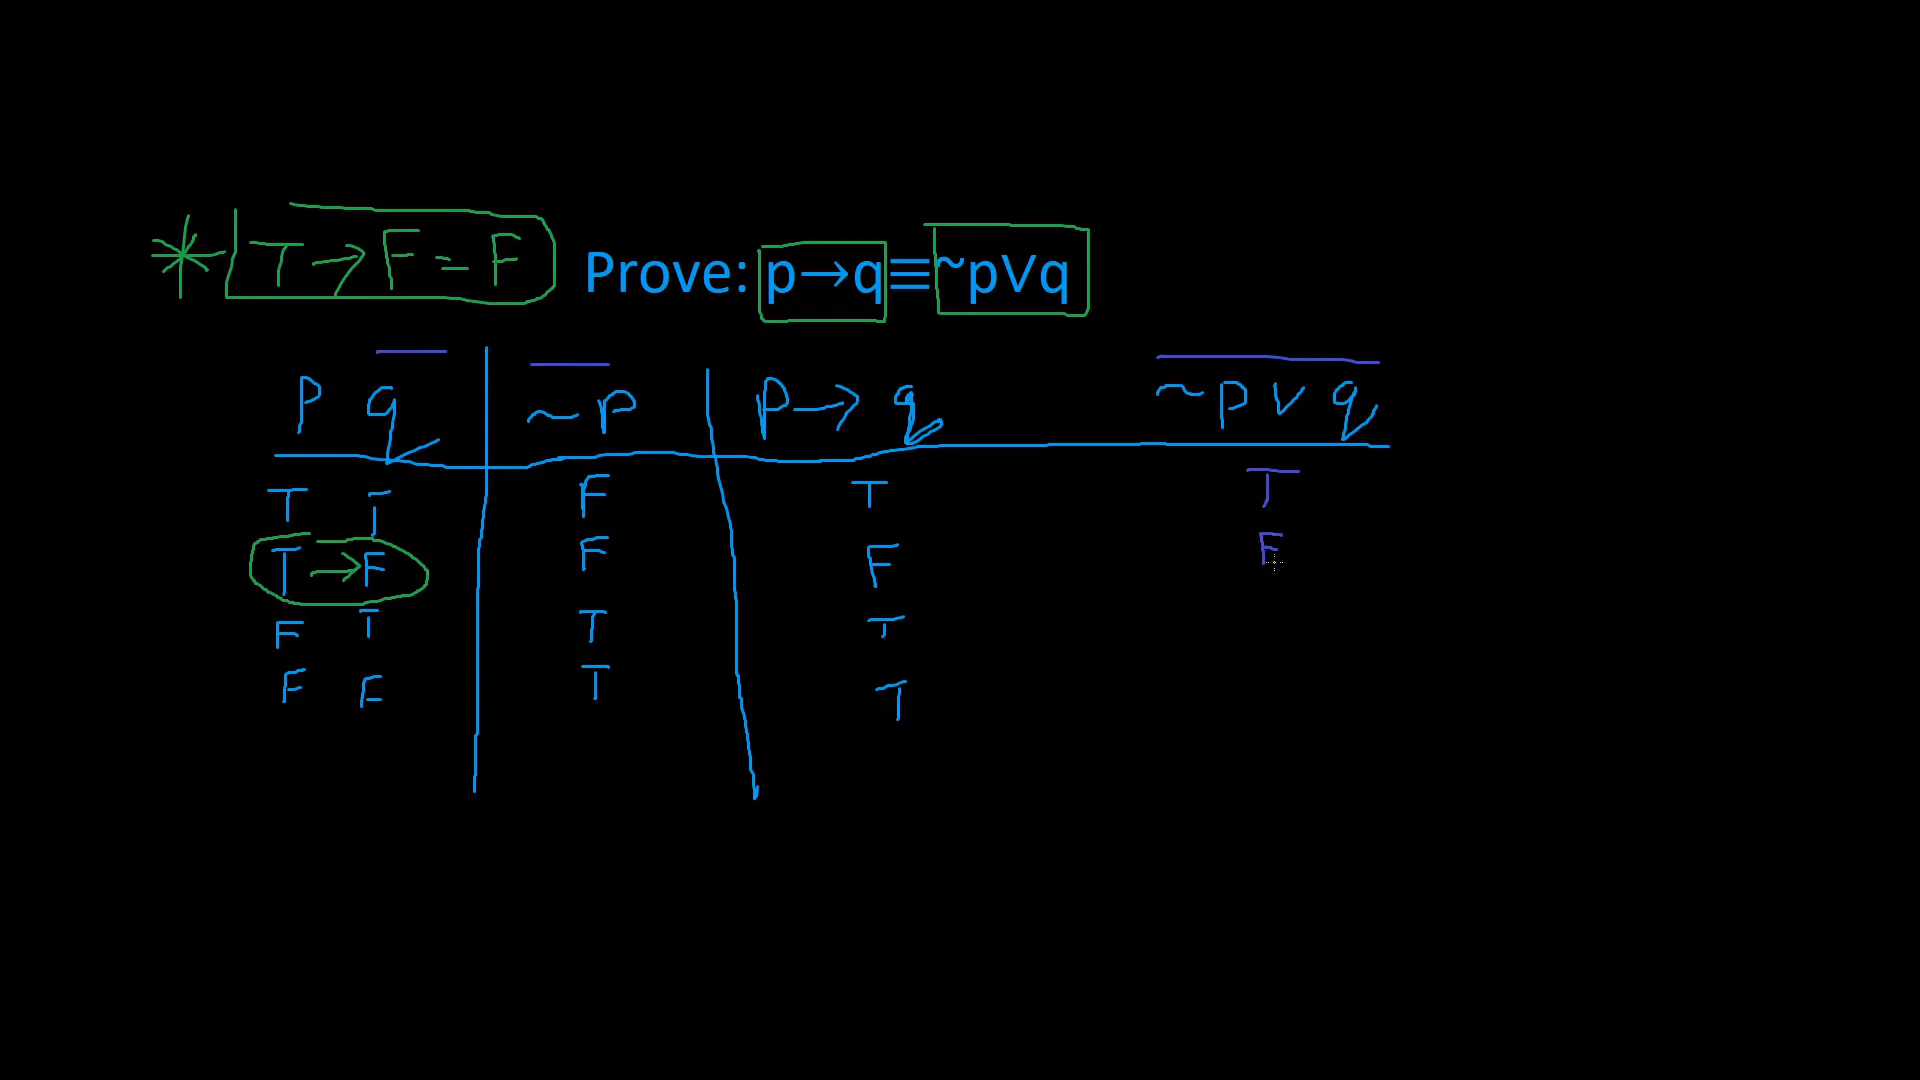 * T → F = F Prove: p→q≡~pVq
p q ~p p→q ~p v q
T T F T T
T → F F F F
F T T T
F F T T